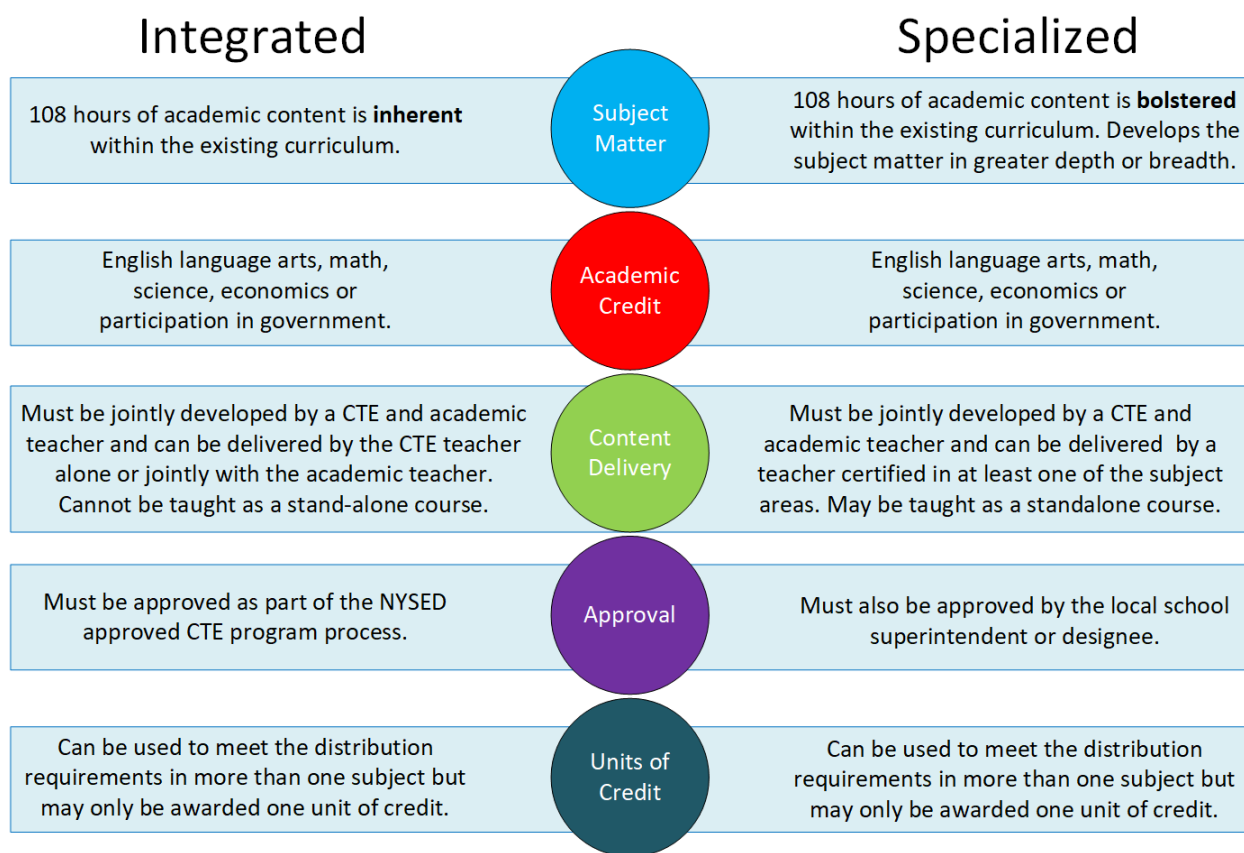 Integrated
Specialized
108 hours of academic content is inherent
within the existing curriculum.
Subject
Matter
108 hours of academic content is bolstered
within the existing curriculum. Develops the
subject matter in greater depth or breadth.
English language arts, math,
science, economics or
participation in government.
Academic
Credit
English language arts, math,
science, economics or
participation in government.
Must be jointly developed by a CTE and academic
teacher and can be delivered by the CTE teacher
alone or jointly with the academic teacher.
Cannot be taught as a stand-alone course.
Content
Delivery
Must be jointly developed by a CTE and
academic teacher and can be delivered  by a
teacher certified in at least one of the subject
areas. May be taught as a standalone course.
Must be approved as part of the NYSED
approved CTE program process.
Approval
Must also be approved by the local school
superintendent or designee.
Can be used to meet the distribution
requirements in more than one subject but
may only be awarded one unit of credit.
Units of
Credit
Can be used to meet the distribution
requirements in more than one subject but
may only be awarded one unit of credit.